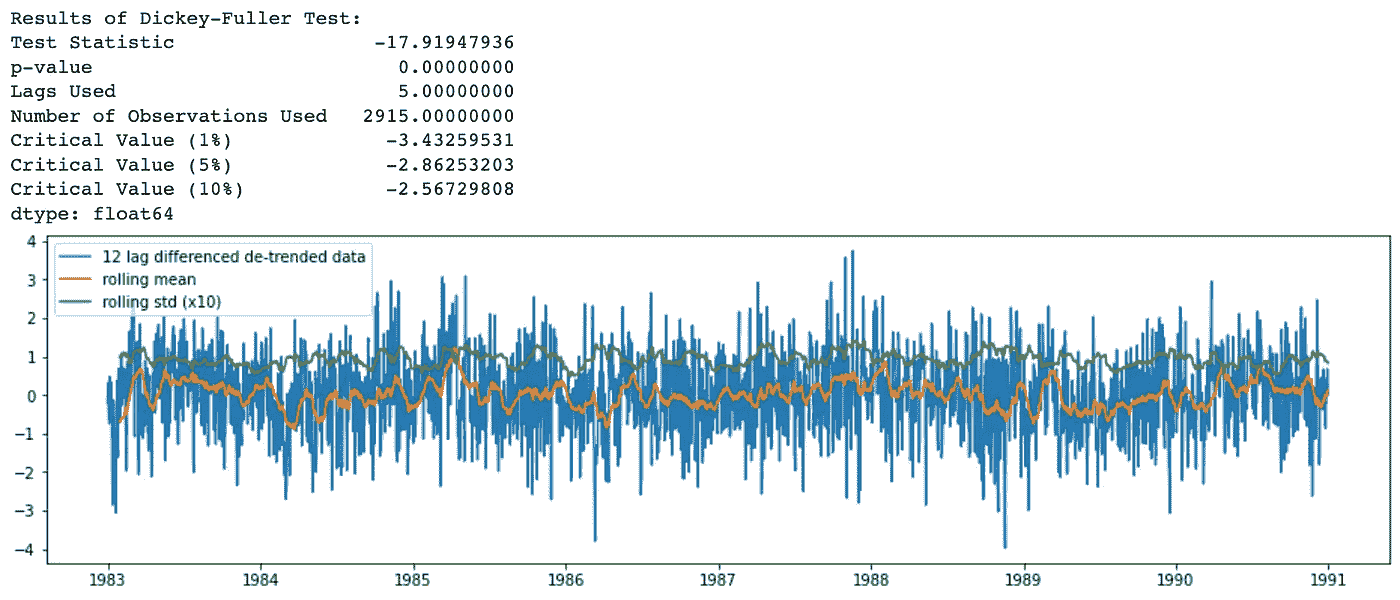 Results of Dickey-Fuller Test:
Test Statistic -17.91947936
p-value 0.00000000
Lags Used 5.00000000
Number of Observations Used 2915.00000000
Critical Value (1%) -3.43259531
Critical Value (5%) -2.86253203
Critical Value (10%) -2.56729808
dtype: float64
4
3
2
1
0
−1
−2
−3
−4
12 lag differenced de-trended data
rolling mean
rolling std (x10)
1983 1984 1985 1986 1987 1988 1989 1990 1991